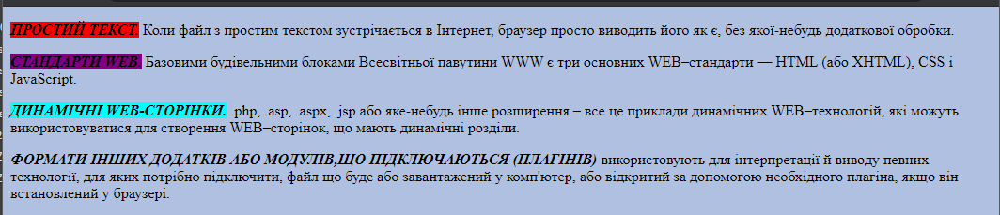 ПРОСТИЙ ТЕКСТ. Коли файл з простим текстом зустрічається в Інтернет, браузер просто виводить його як є, без якої-небудь додаткової обробки.
СТАНДАРТИ WEB. Базовими будівельними блоками Всесвітньої павутини WWW є три основних WEB–стандарти — HTML (або XHTML), CSS і
JavaScript.
ДИНАМІЧНІ WEB-СТОРІНКИ. .php, .asp, .aspx, .jsp або яке-небудь інше розширення – все це приклади динамічних WEB–технологій, які можуть
використовуватися для створення WEB–сторінок, що мають динамічні розділи.
ФОРМАТИ ІНШИХ ДОДАТКІВ АБО МОДУЛІВ,ЩО ПІДКЛЮЧАЮТЬСЯ (ПЛАГІНІВ) використовують для інтерпретації й виводу певних
технології, для яких потрібно підключити, файл що буде або завантажений у комп'ютер, або відкритий за допомогою необхідного плагіна, якщо він
встановлений у браузері.